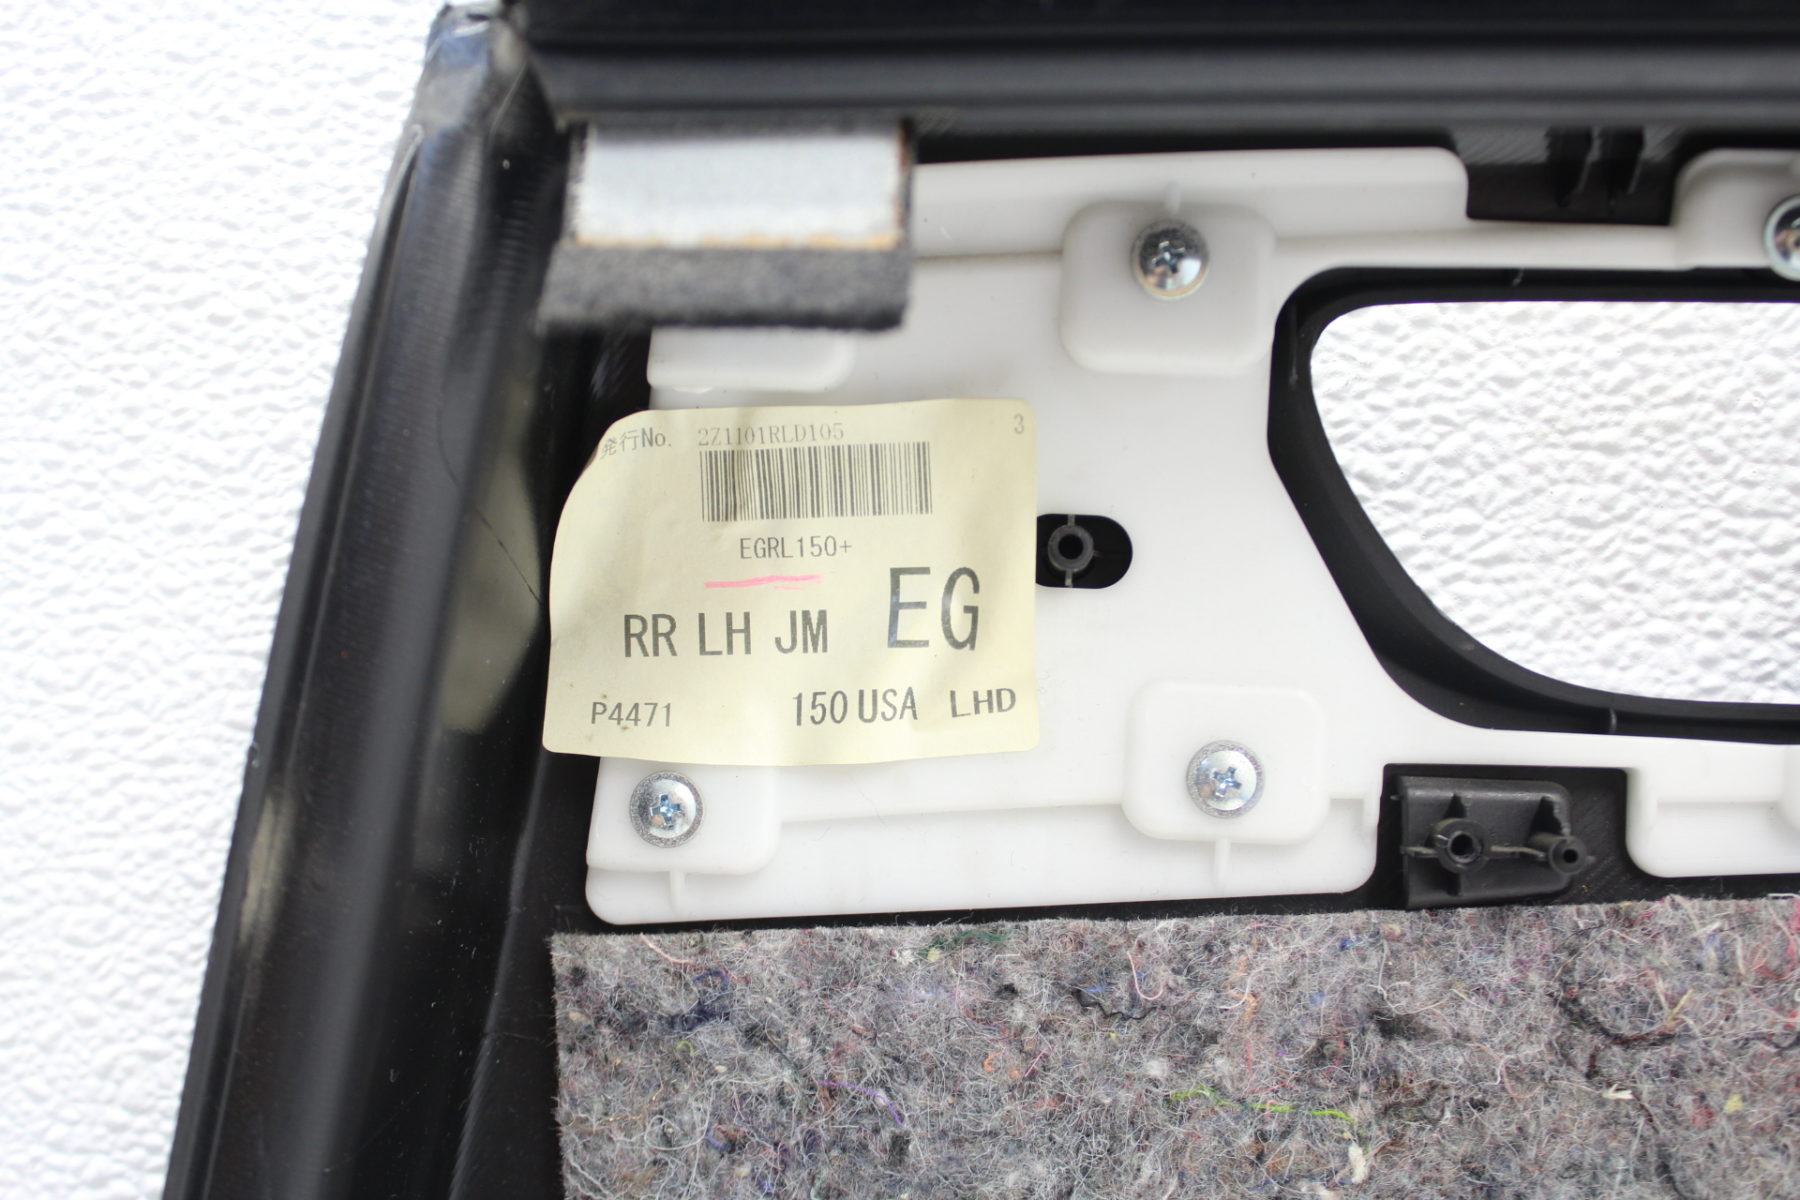 発行No. 2Z1101RLD105 3
EGRL150+
RR LH JM EG
P4471 150 USA LHD